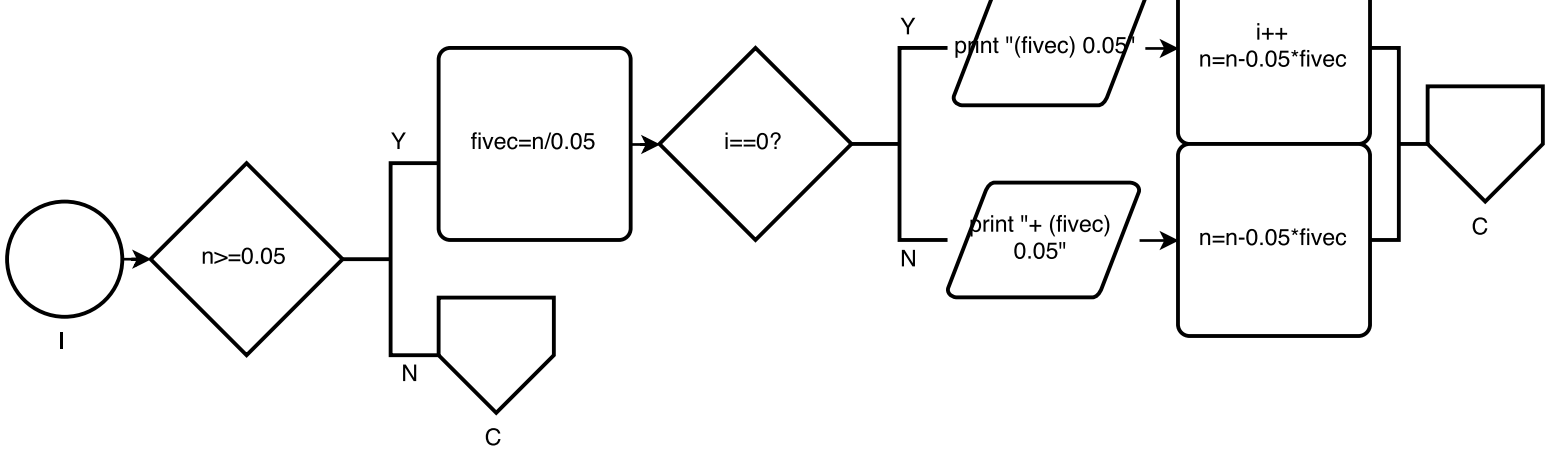 I
n>=0.05
Y
N
fivec=n/0.05
C
i==0?
Y
N
print "(fivec) 0.05"
i++
n=n-0.05*fivec
print "+ (fivec)
0.05"
n=n-0.05*fivec
C